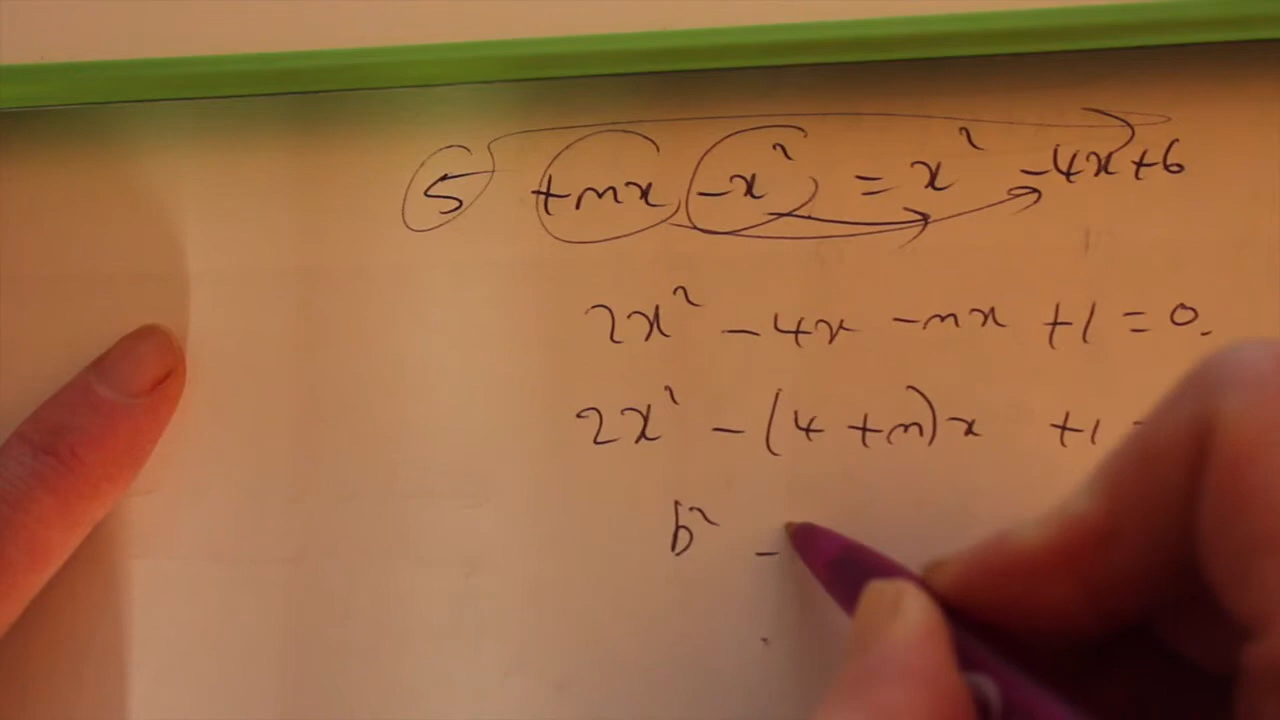 5 +mx -x² = x² -4x+6
2x² -4x -mx +1 = 0.
2x² -(4+m)x +1 -
b² -